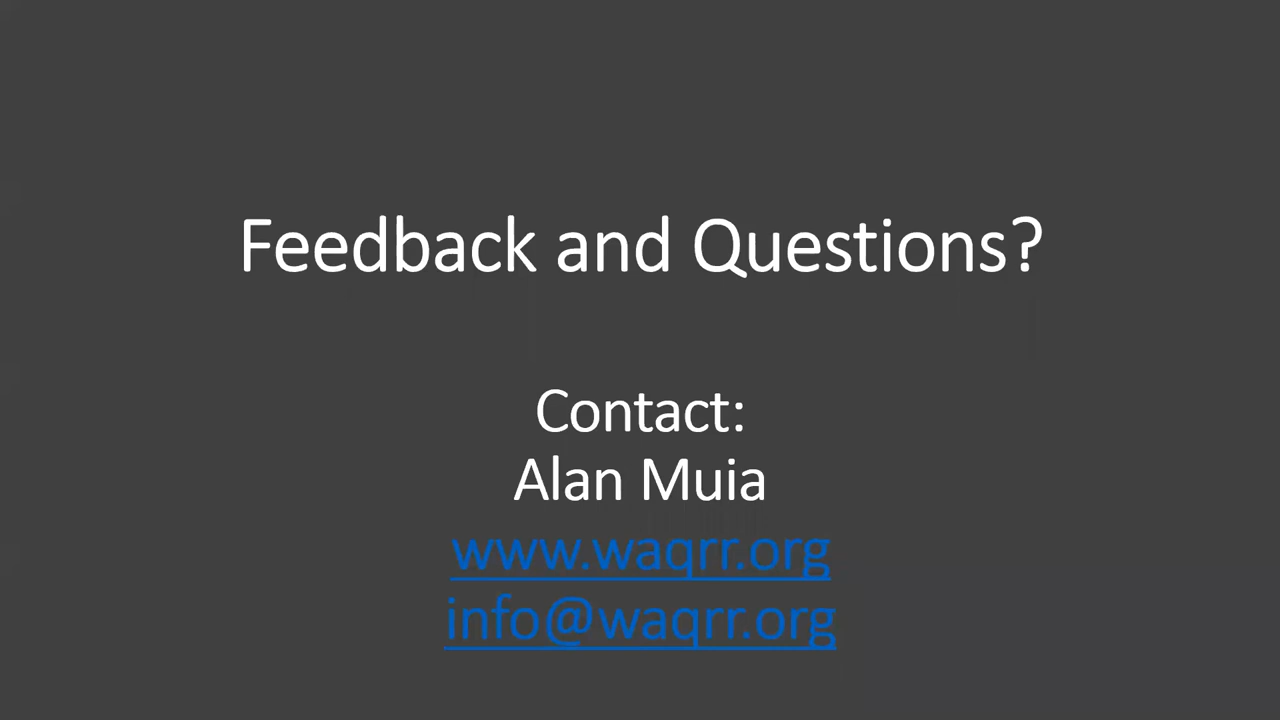 Feedback and Questions?
Contact:
Alan Muia
www.waqrr.org
info@waqrr.org